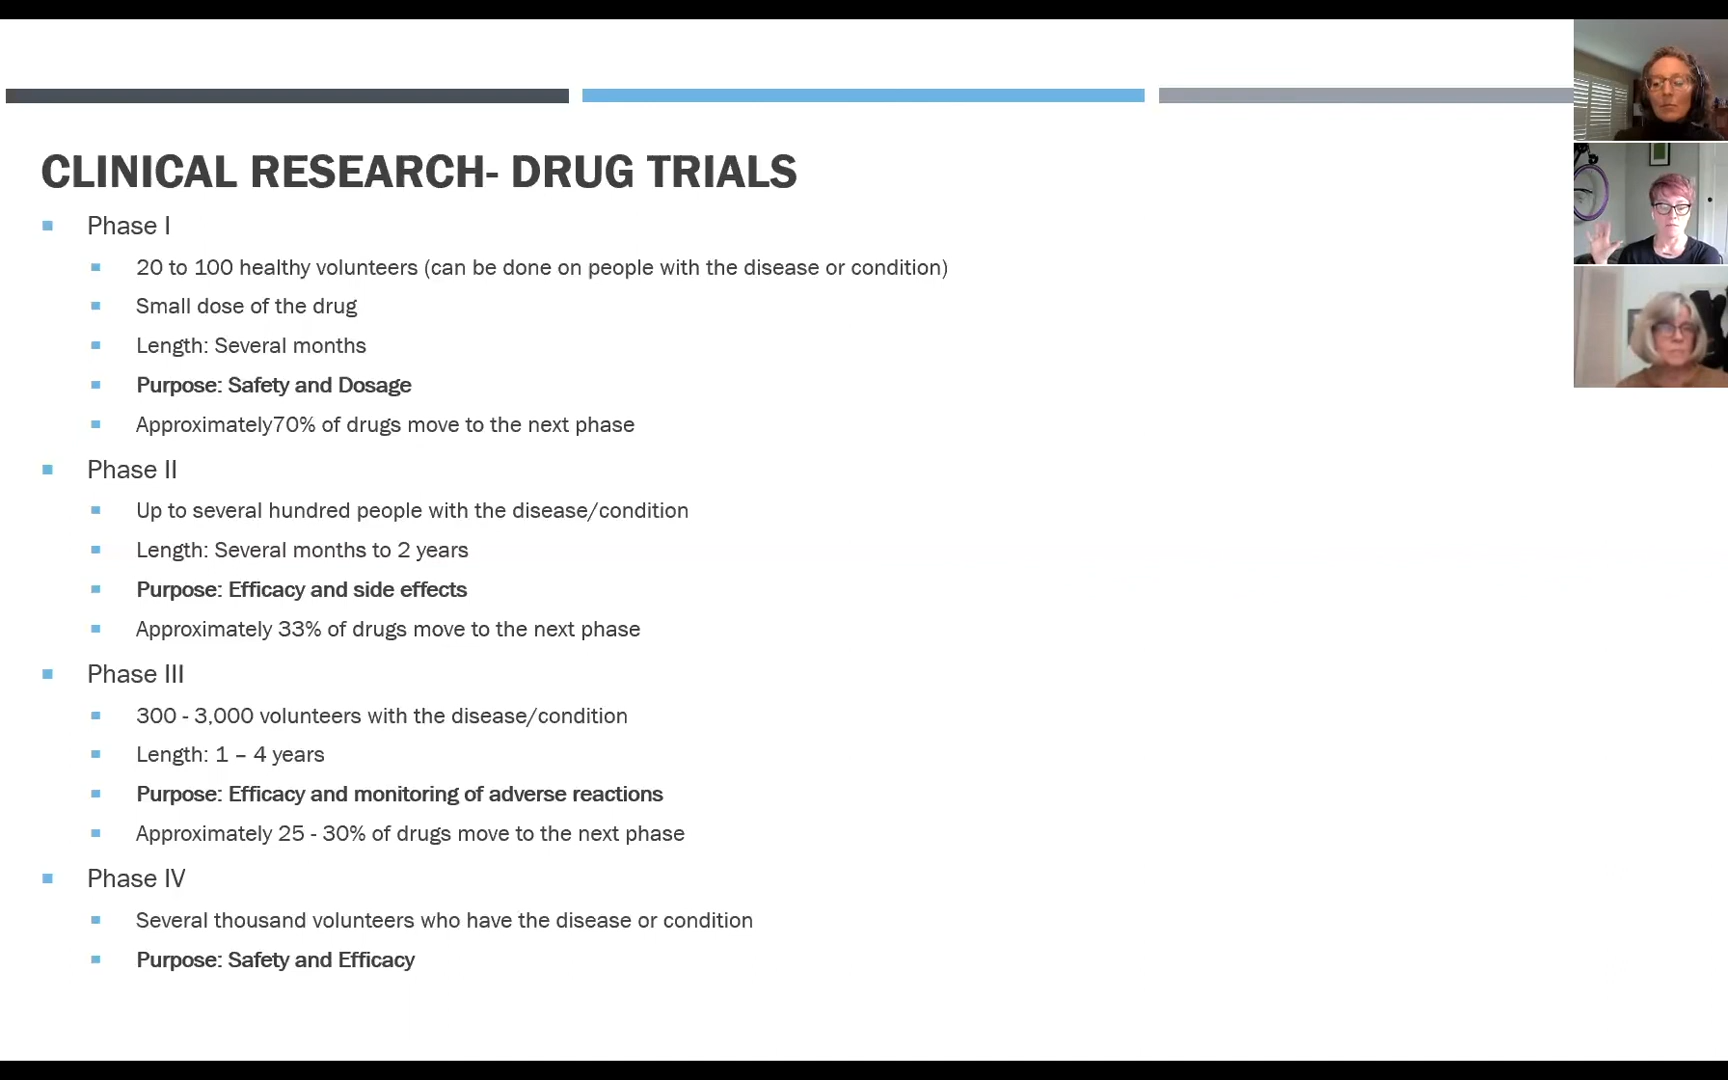 CLINICAL RESEARCH- DRUG TRIALS
Phase I
20 to 100 healthy volunteers (can be done on people with the disease or condition)
Small dose of the drug
Length: Several months
Purpose: Safety and Dosage
Approximately70% of drugs move to the next phase
Phase II
Up to several hundred people with the disease/condition
Length: Several months to 2 years
Purpose: Efficacy and side effects
Approximately 33% of drugs move to the next phase
Phase III
300 - 3,000 volunteers with the disease/condition
Length: 1 – 4 years
Purpose: Efficacy and monitoring of adverse reactions
Approximately 25 - 30% of drugs move to the next phase
Phase IV
Several thousand volunteers who have the disease or condition
Purpose: Safety and Efficacy